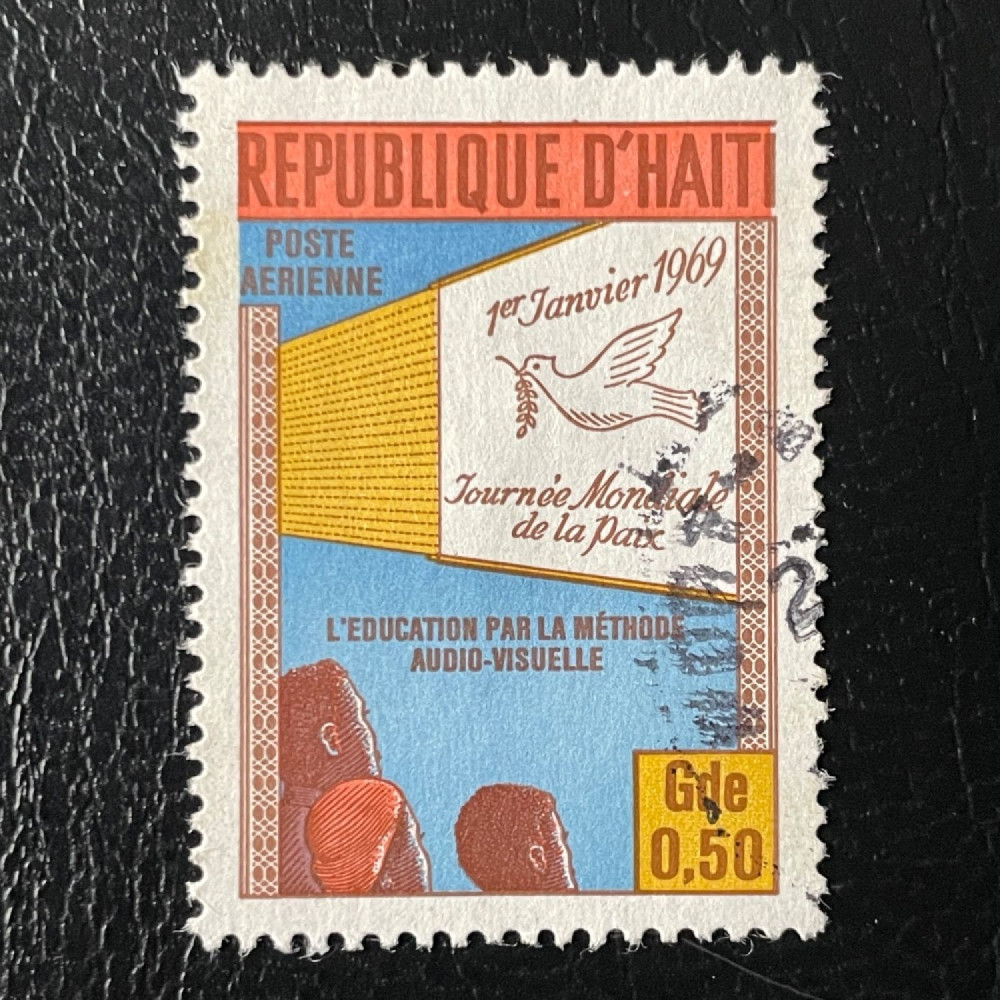 REPUBLIQUE D'HAITI
POSTE
AERIENNE
1er Janvier 1969
Journée Mondiale
de la Paix
L'EDUCATION PAR LA MÉTHODE
AUDIO-VISUELLE
Gde
0,50